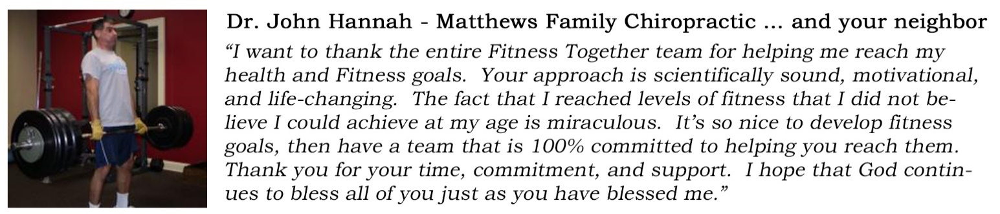 Dr. John Hannah - Matthews Family Chiropractic ... and your neighbor
“I want to thank the entire Fitness Together team for helping me reach my
health and Fitness goals.  Your approach is scientifically sound, motivational,
and life-changing.  The fact that I reached levels of fitness that I did not be-
lieve I could achieve at my age is miraculous.  It’s so nice to develop fitness
goals, then have a team that is 100% committed to helping you reach them.
Thank you for your time, commitment, and support.  I hope that God contin-
ues to bless all of you just as you have blessed me.”